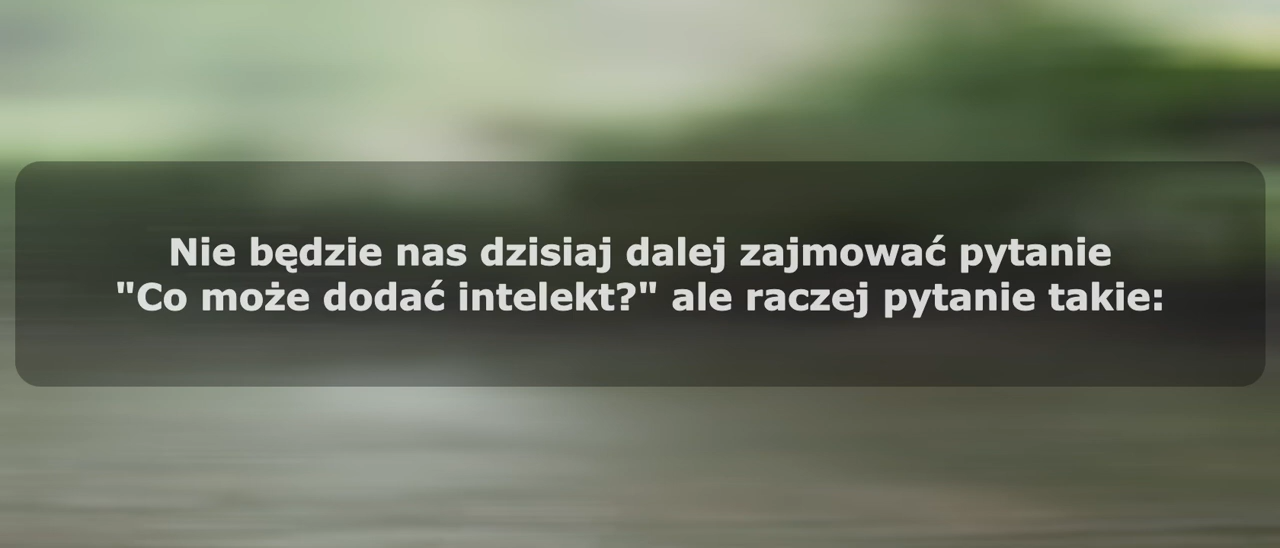 Nie będzie nas dzisiaj dalej zajmować pytanie
"Co może dodać intelekt?" ale raczej pytanie takie: